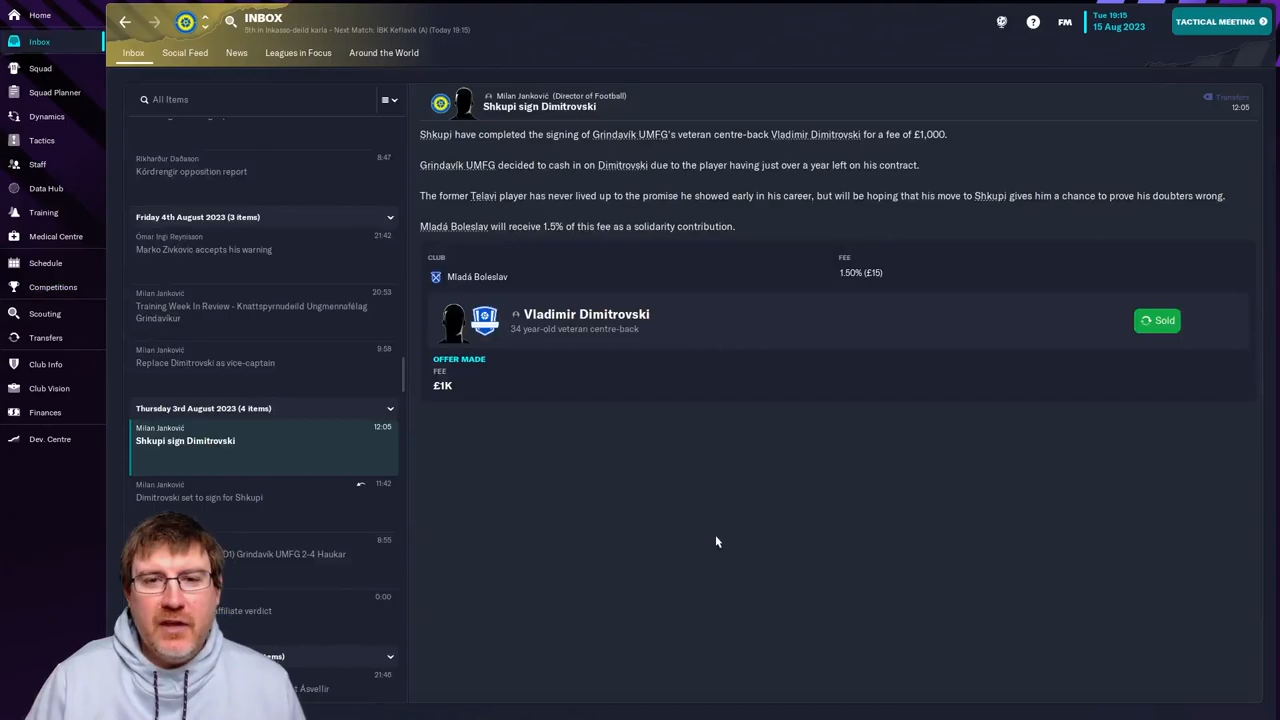 Home
Inbox
Squad
Squad Planner
Dynamics
Tactics
Staff
Data Hub
Training
Medical Centre
Schedule
Competitions
Scouting
Transfers
Club Info
Club Vision
Finances
Dev. Centre
INBOX
5th in Inkasso-deild karla - Next Match: ÍBK Keflavík (A) (Today 19:15)
FM
Tue 19:15
15 Aug 2023
TACTICAL MEETING
Inbox
Social Feed
News
Leagues in Focus
Around the World
All Items
Ríkharður Daðason
8:47
Kórdrengir opposition report
Friday 4th August 2023 (3 items)
Ómar Ingi Reynisson
21:42
Marko Zivkovic accepts his warning
Milan Janković
20:53
Training Week In Review - Knattspyrnudeild Ungmennafélag
Grindavíkur
Milan Janković
9:58
Replace Dimitrovski as vice-captain
Thursday 3rd August 2023 (4 items)
Milan Janković
12:05
Shkupi sign Dimitrovski
Milan Janković
11:42
Dimitrovski set to sign for Shkupi
8:55
D1) Grindavík UMFG 2-4 Haukar
0:00
affiliate verdict
items)
21:46
t Ásvellir
Milan Janković (Director of Football)
Shkupi sign Dimitrovski
Transfers
12:05
Shkupi have completed the signing of Grindavík UMFG's veteran centre-back Vladimir Dimitrovski for a fee of £1,000.
Grindavík UMFG decided to cash in on Dimitrovski due to the player having just over a year left on his contract.
The former Telavi player has never lived up to the promise he showed early in his career, but will be hoping that his move to Shkupi gives him a chance to prove his doubters wrong.
Mladá Boleslav will receive 1.5% of this fee as a solidarity contribution.
CLUB
FEE
Mladá Boleslav
1.50% (£15)
Vladimir Dimitrovski
34 year-old veteran centre-back
Sold
OFFER MADE
FEE
£1K